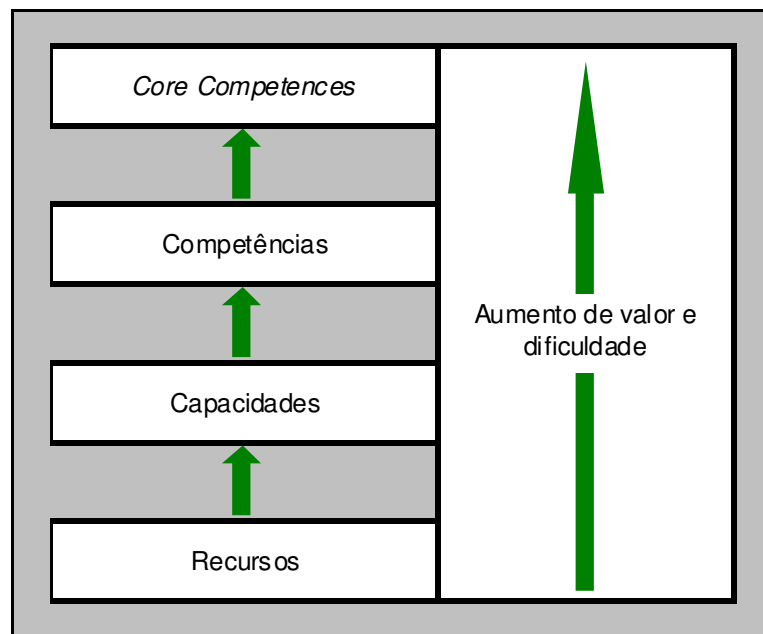 Core Competences
Competências
Aumento de valor e
dificuldade
Capacidades
Recursos